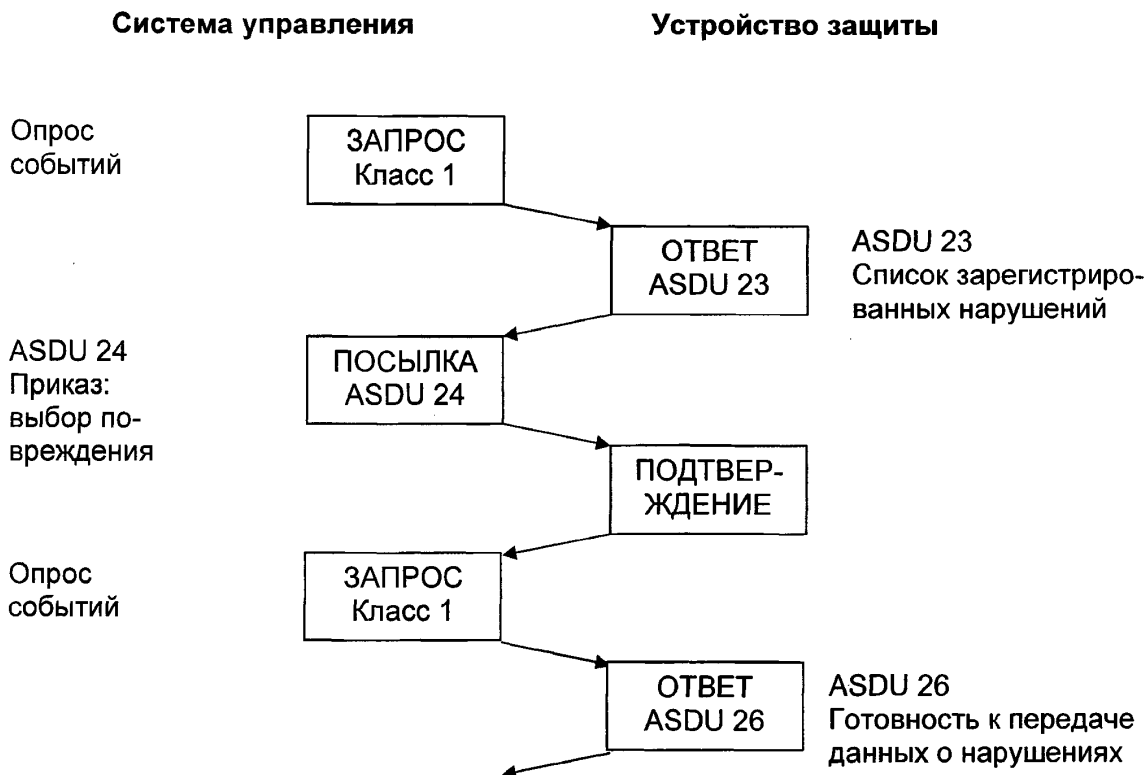 Система управления
Устройство защиты
Опрос
событий
ЗАПРОС
Класс 1
ОТВЕТ
ASDU 23
ASDU 23
Список зарегистриро-
ванных нарушений
ASDU 24
Приказ:
выбор по-
вреждения
ПОСЫЛКА
ASDU 24
ПОДТВЕР-
ЖДЕНИЕ
Опрос
событий
ЗАПРОС
Класс 1
ОТВЕТ
ASDU 26
ASDU 26
Готовность к передаче
данных о нарушениях